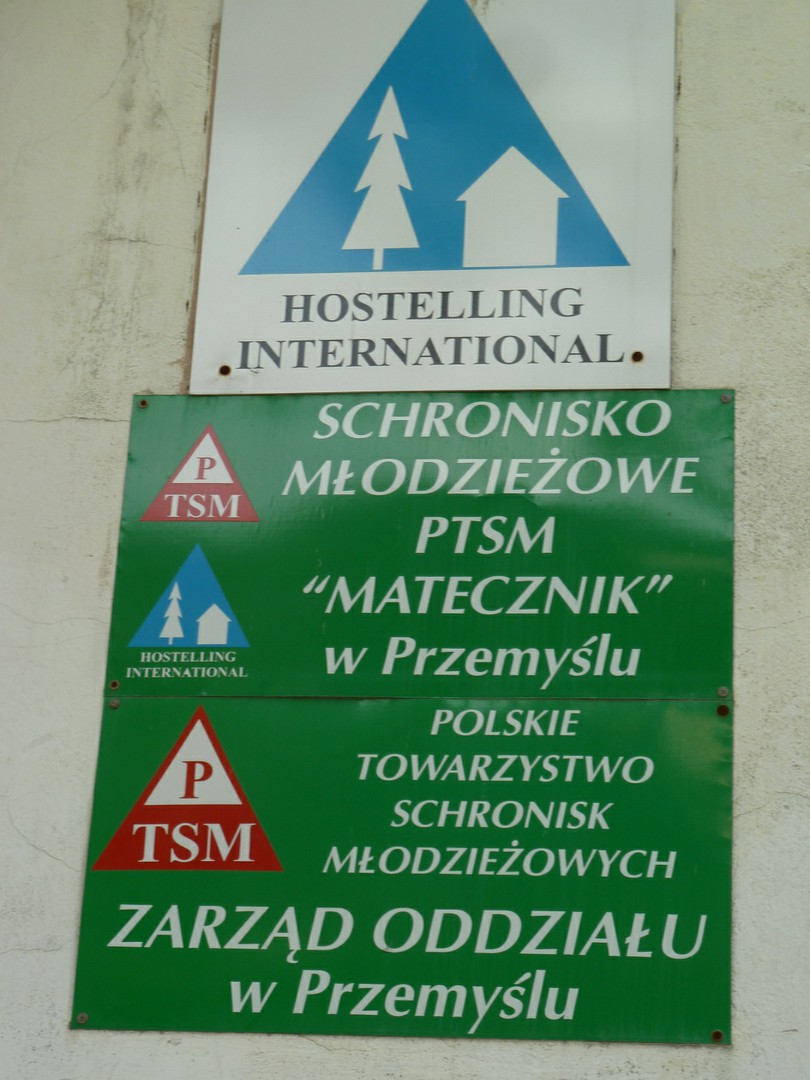 HOSTELLING
INTERNATIONAL
P
TSM
HOSTELLING
INTERNATIONAL
SCHRONISKO
MŁODZIEŻOWE
PTSM
“MATECZNIK”
w Przemyślu
P
TSM
POLSKIE
TOWARZYSTWO
SCHRONISK
MŁODZIEŻOWYCH
ZARZĄD ODDZIAŁU
w Przemyślu